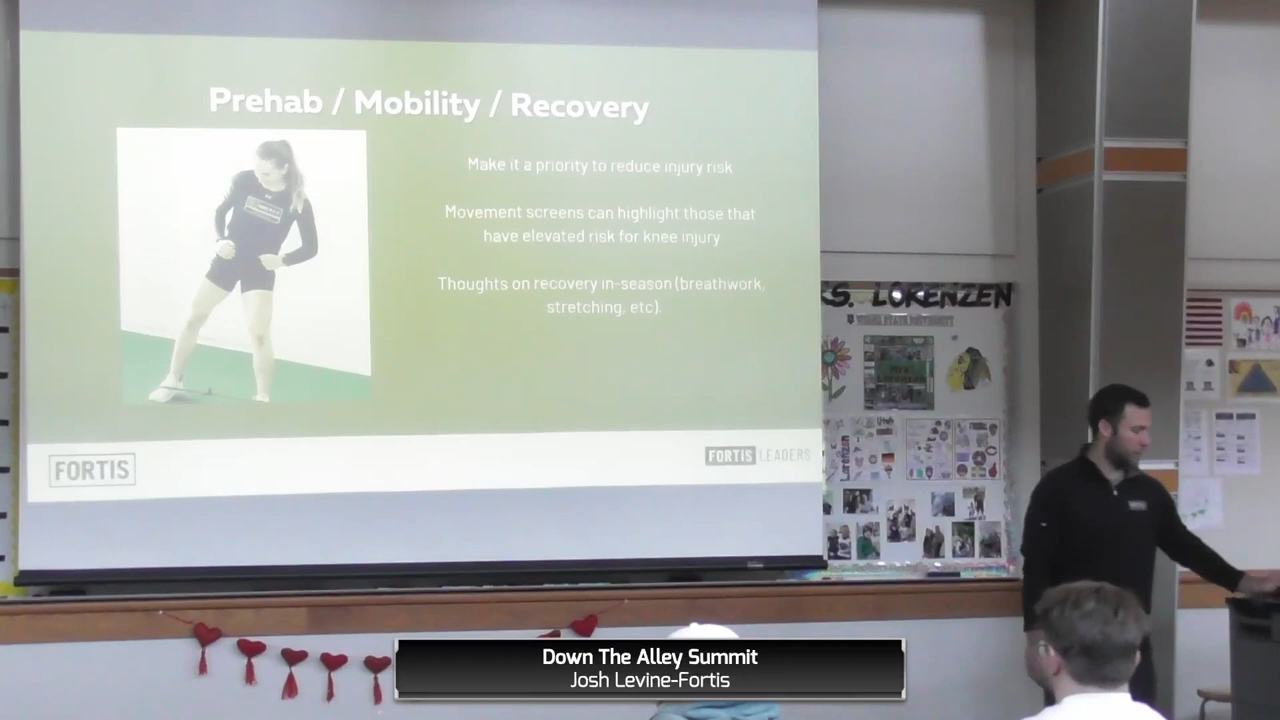 Prehab / Mobility / Recovery
Make it a priority to reduce injury risk
Movement screens can highlight those that
have elevated risk for knee injury
Thoughts on recovery in-season (breathwork,
stretching, etc).
FORTIS
FORTIS LEADERS
S. LORENZEN
Down The Alley Summit
Josh Levine-Fortis